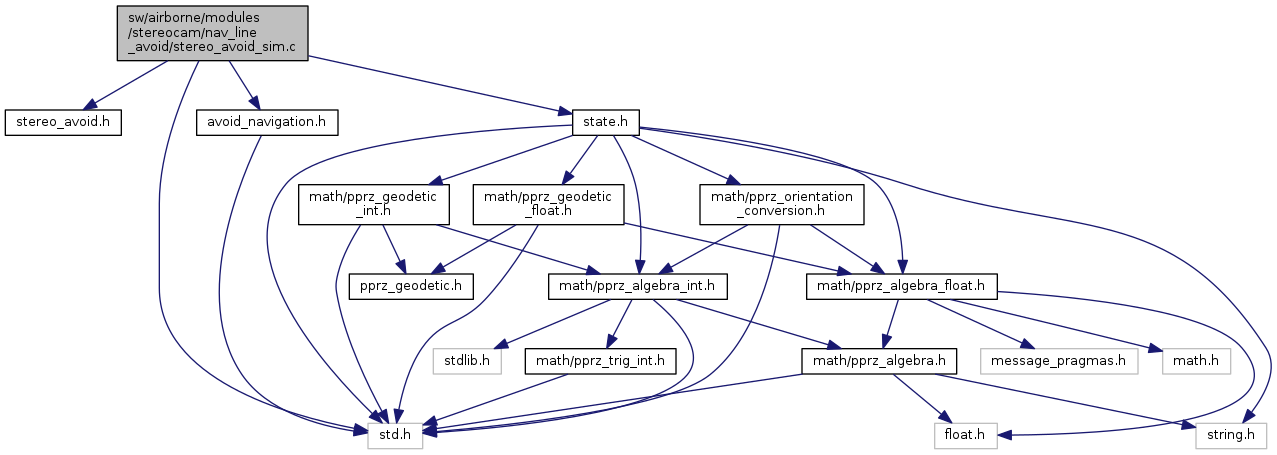 sw/airborne/modules
/stereocam/nav_line
_avoid/stereo_avoid_sim.c
stereo_avoid.h
avoid_navigation.h
state.h
math/pprz_geodetic
_int.h
math/pprz_geodetic
_float.h
math/pprz_orientation
_conversion.h
pprz_geodetic.h
math/pprz_algebra_int.h
math/pprz_algebra_float.h
stdlib.h
math/pprz_trig_int.h
math/pprz_algebra.h
message_pragmas.h
math.h
std.h
float.h
string.h